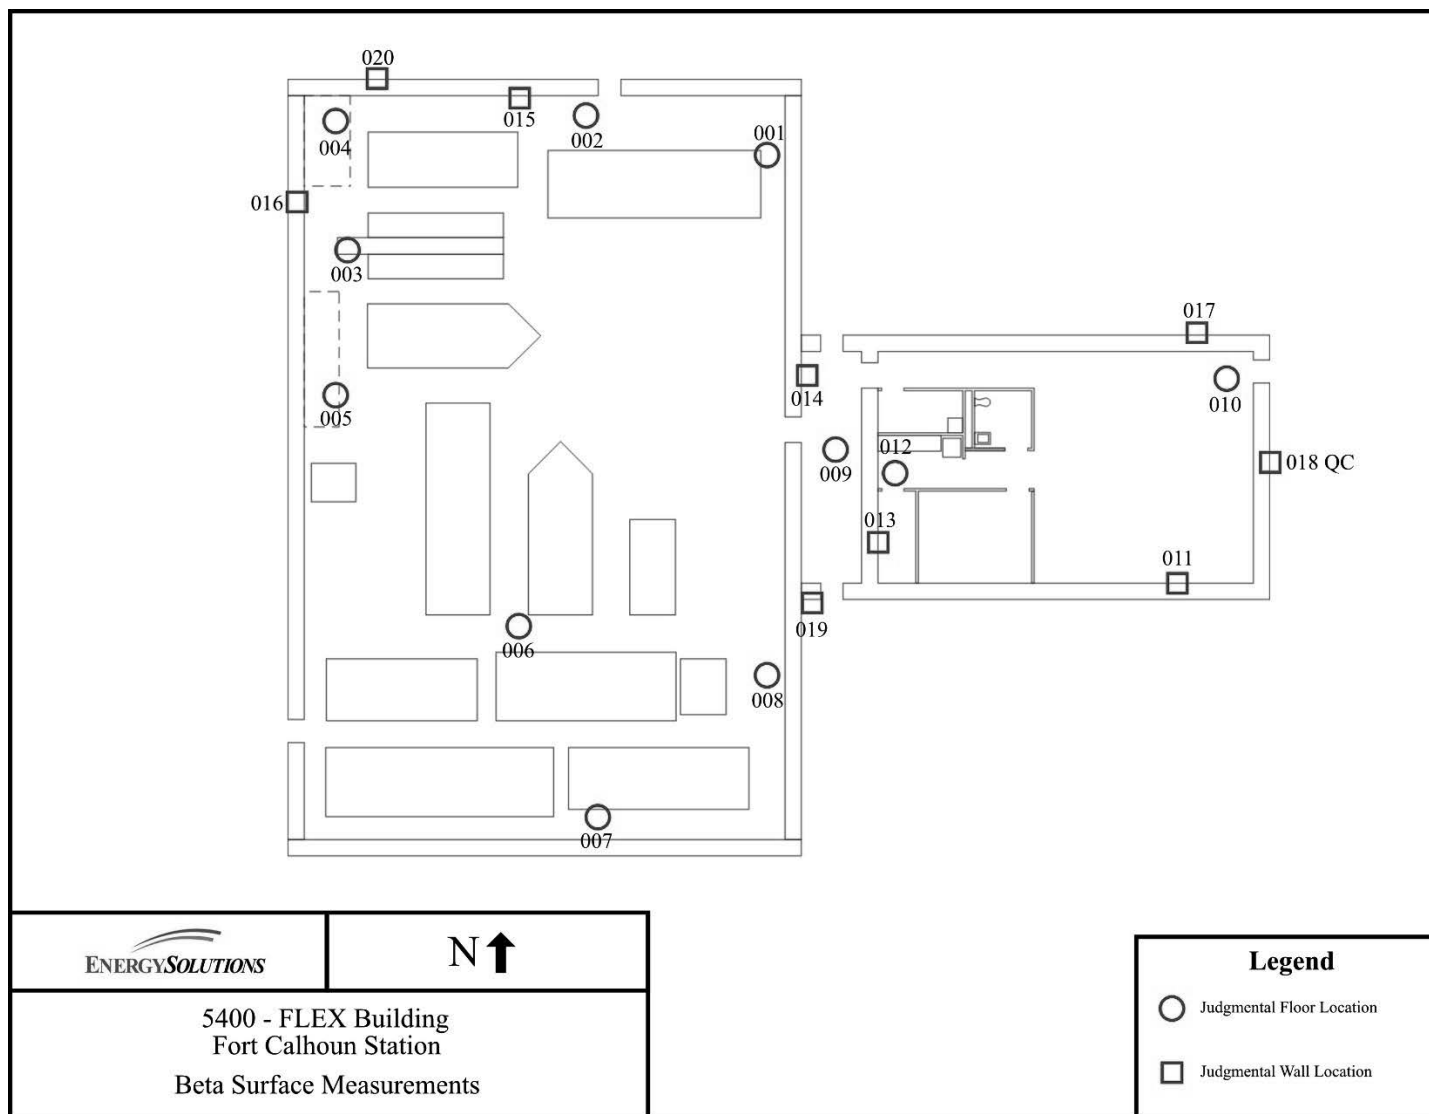 020
015
002
001
004
016
003
017
014
010
005
012
009
018 QC
013
011
019
006
008
007
ENERGYSOLUTIONS
N
5400 - FLEX Building
Fort Calhoun Station
Beta Surface Measurements
Legend
Judgmental Floor Location
Judgmental Wall Location